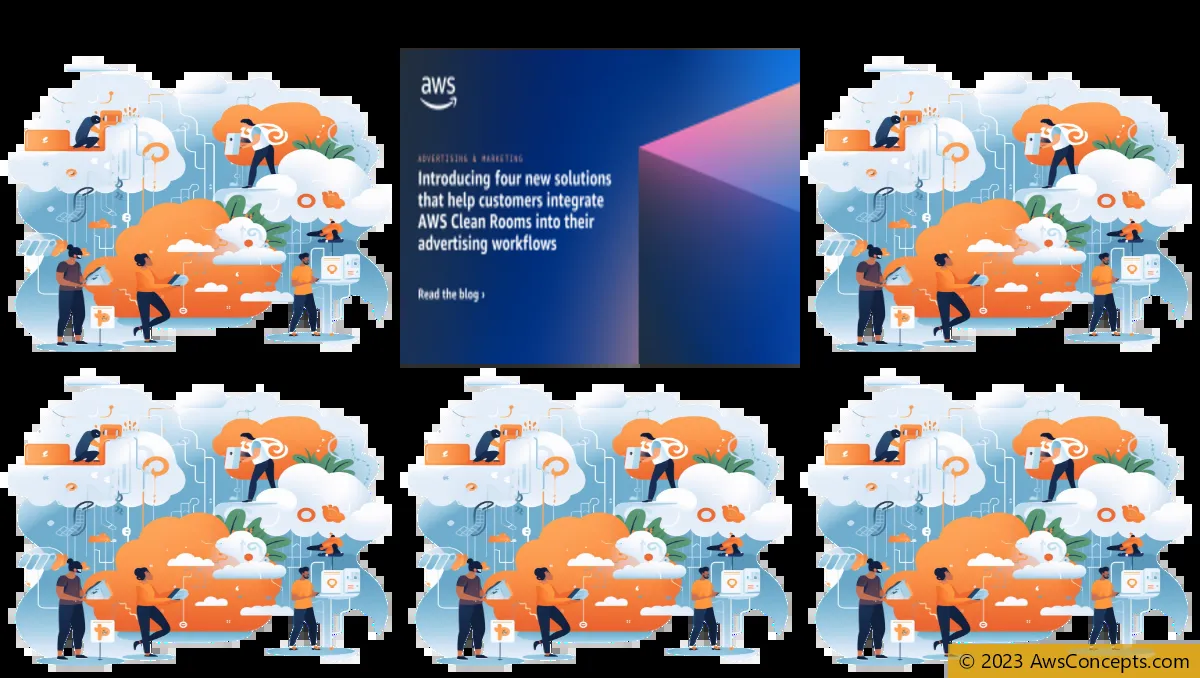 aws
ADVERTISING & MARKETING
Introducing four new solutions
that help customers integrate
AWS Clean Rooms into their
advertising workflows
Read the blog ›
© 2023 AwsConcepts.com